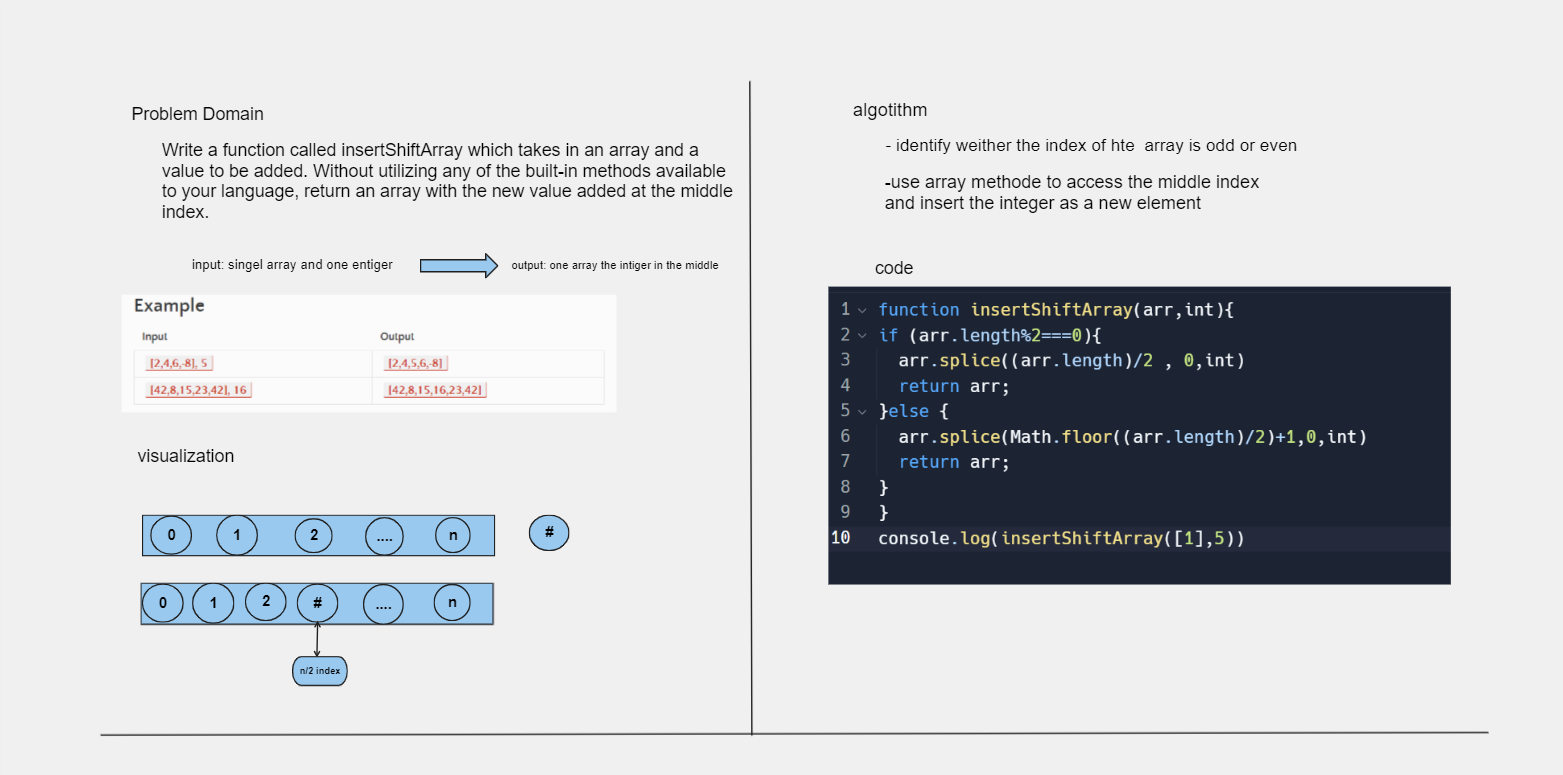 Problem Domain
Write a function called insertShiftArray which takes in an array and a
value to be added. Without utilizing any of the built-in methods available
to your language, return an array with the new value added at the middle
index.
input: singel array and one entiger
output: one array the intiger in the middle
Example
Input Output
[2,4,6,-8], 5 [2,4,5,6,-8]
[42,8,15,23,42], 16 [42,8,15,16,23,42]
visualization
0 1 2 .... n #
0 1 2 # .... n
n/2 index
algotithm
- identify weither the index of hte array is odd or even
-use array methode to access the middle index
and insert the integer as a new element
code
1 function insertShiftArray(arr,int){
2 if (arr.length%2===0){
3 arr.splice((arr.length)/2 , 0,int)
4 return arr;
5 }else {
6 arr.splice(Math.floor((arr.length)/2)+1,0,int)
7 return arr;
8 }
9 }
10 console.log(insertShiftArray([1],5))